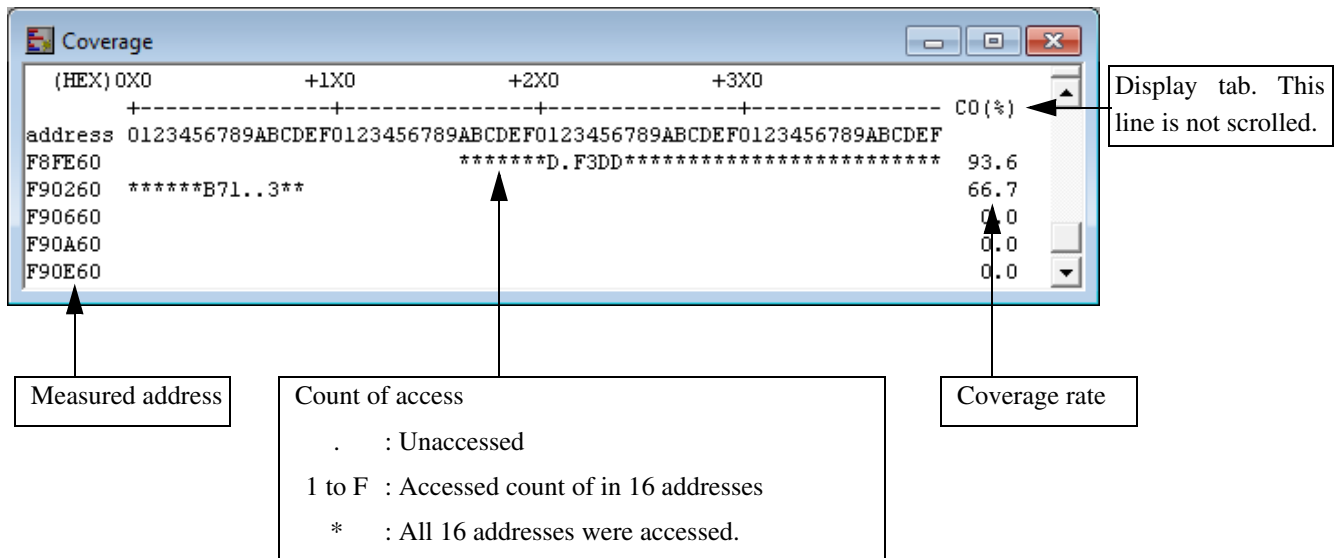 Coverage
(HEX) 0X0 +1X0 +2X0 +3X0
+---------------+---------------+---------------+--------------- C0(%)
address 0123456789ABCDEF0123456789ABCDEF0123456789ABCDEF0123456789ABCDEF
F8FE60 *******D.F3DD************************* 93.6
F90260 ******B71..3** 66.7
F90660 0.0
F90A60 0.0
F90E60 0.0
Display tab. This
line is not scrolled.
Measured address
Count of access
. : Unaccessed
1 to F : Accessed count of in 16 addresses
* : All 16 addresses were accessed.
Coverage rate